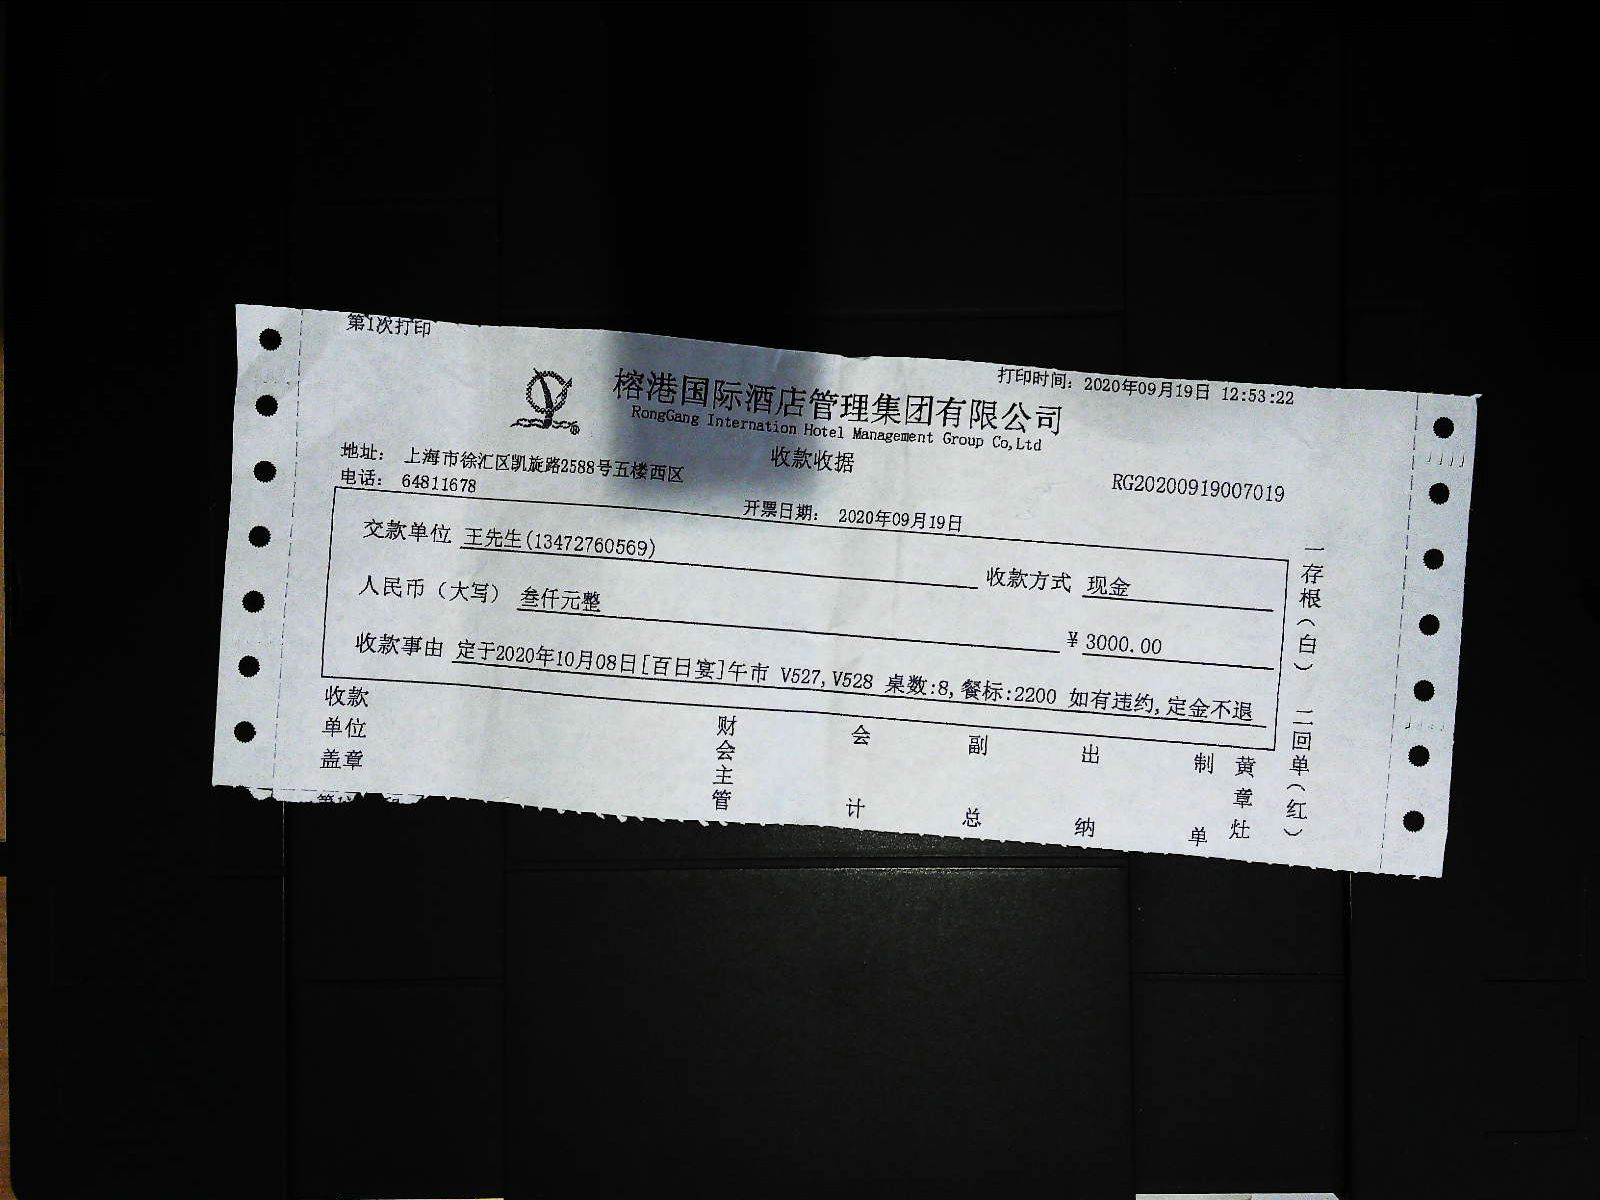 第1次打印
打印时间：2020年09月19日 12:53:22
榕港国际酒店管理集团有限公司
RongGang Internation Hotel Management Group Co,Ltd
收款收据
地址： 上海市徐汇区凯旋路2588号五楼西区
电话： 64811678
RG20200919007019
开票日期： 2020年09月19日
交款单位 王先生(13472760569)
收款方式 现金
人民币（大写） 叁仟元整
¥ 3000.00
收款事由 定于2020年10月08日[百日宴]午市 V527,V528 桌数:8,餐标:2200 如有违约,定金不退
收款单位盖章
财会主管
会计
副总
出纳
制单
黄章灶
一存根（白）
二回单（红）